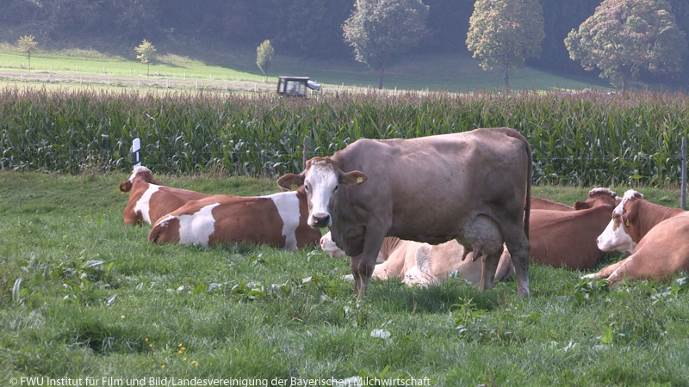 © FWU Institut für Film und Bild-Landesvereinigung der Bayerischen Milchwirtschaft